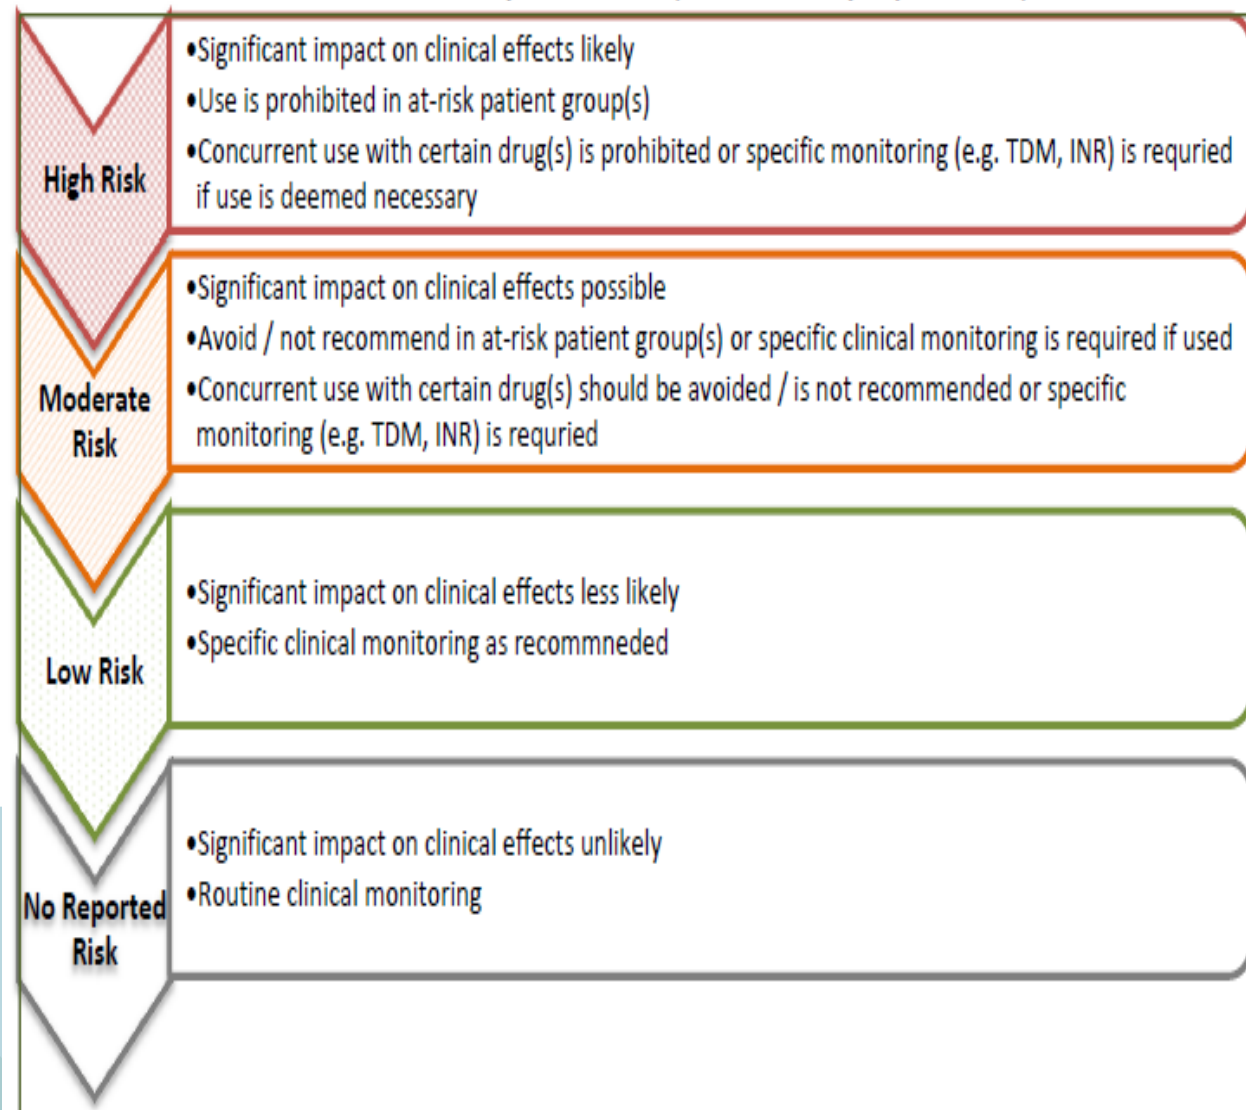 •Significant impact on clinical effects likely
•Use is prohibited in at-risk patient group(s)
•Concurrent use with certain drug(s) is prohibited or specific monitoring (e.g. TDM, INR) is requried
if use is deemed necessary
High Risk
•Significant impact on clinical effects possible
•Avoid / not recommend in at-risk patient group(s) or specific clinical monitoring is required if used
•Concurrent use with certain drug(s) should be avoided / is not recommended or specific
monitoring (e.g. TDM, INR) is requried
Moderate
Risk
•Significant impact on clinical effects less likely
•Specific clinical monitoring as recommneded
Low Risk
•Significant impact on clinical effects unlikely
•Routine clinical monitoring
No Reported
Risk